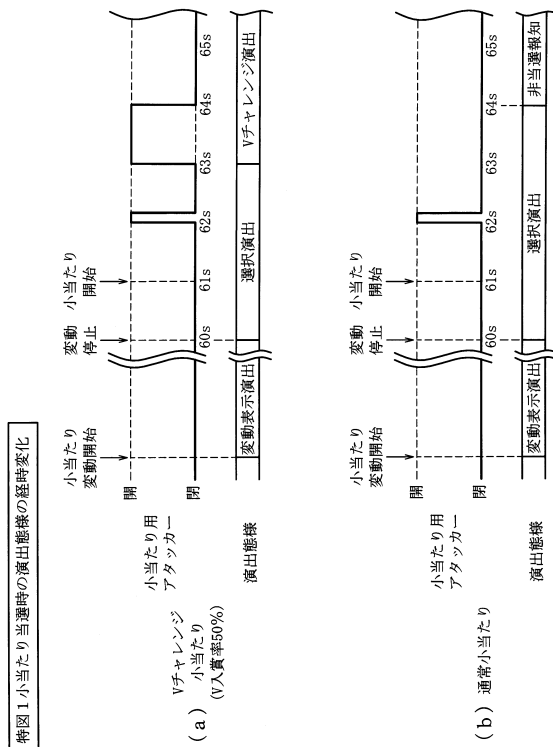 特図1小当たり当選時の演出態様の経時変化
(a)
Vチャレンジ
小当たり
(V入賞率50%)
小当たり用
アタッカー
開
閉
小当たり
変動開始
変動
停止
小当たり
開始
60s
61s
62s
63s
64s
65s
演出態様
変動表示演出
選択演出
Vチャレンジ演出
(b)
通常小当たり
小当たり用
アタッカー
開
閉
小当たり
変動開始
変動
停止
小当たり
開始
60s
61s
62s
63s
64s
65s
演出態様
変動表示演出
選択演出
非当選報知